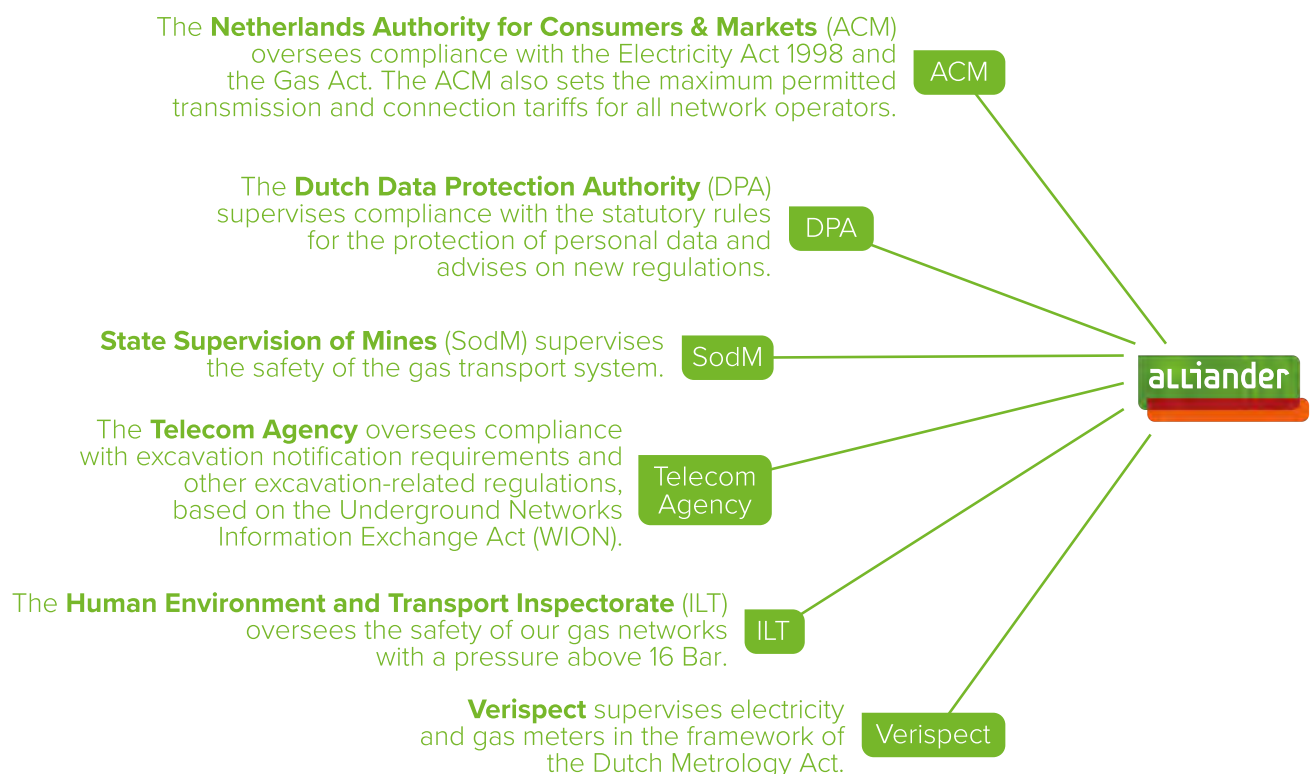 The Netherlands Authority for Consumers & Markets (ACM)
oversees compliance with the Electricity Act 1998 and
the Gas Act. The ACM also sets the maximum permitted
transmission and connection tariffs for all network operators.
ACM
The Dutch Data Protection Authority (DPA)
supervises compliance with the statutory rules
for the protection of personal data and
advises on new regulations.
DPA
State Supervision of Mines (SodM) supervises
the safety of the gas transport system.
SodM
alliander
The Telecom Agency oversees compliance
with excavation notification requirements and
other excavation-related regulations,
based on the Underground Networks
Information Exchange Act (WION).
Telecom
Agency
The Human Environment and Transport Inspectorate (ILT)
oversees the safety of our gas networks
with a pressure above 16 Bar.
ILT
Verispect supervises electricity
and gas meters in the framework of
the Dutch Metrology Act.
Verispect